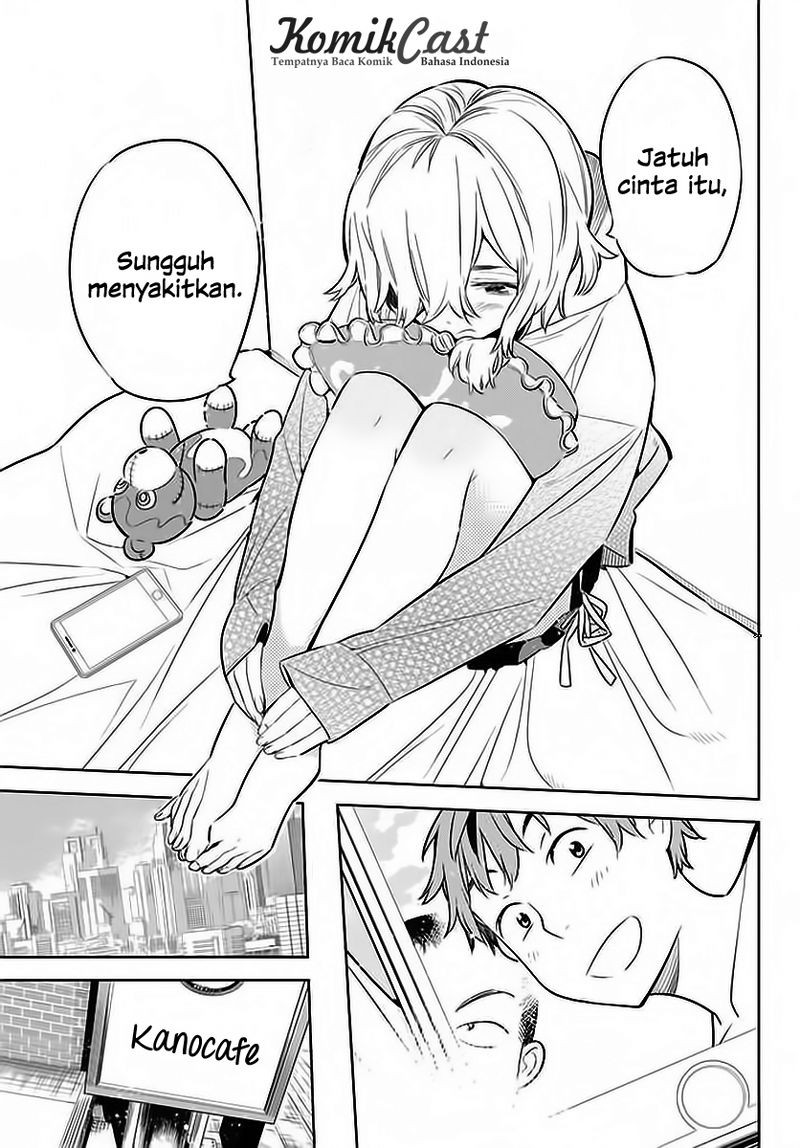 KomikCast
Tempatnya Baca Komik Bahasa Indonesia
Jatuh
cinta itu,
Sungguh
menyakitkan.
Kanocafe